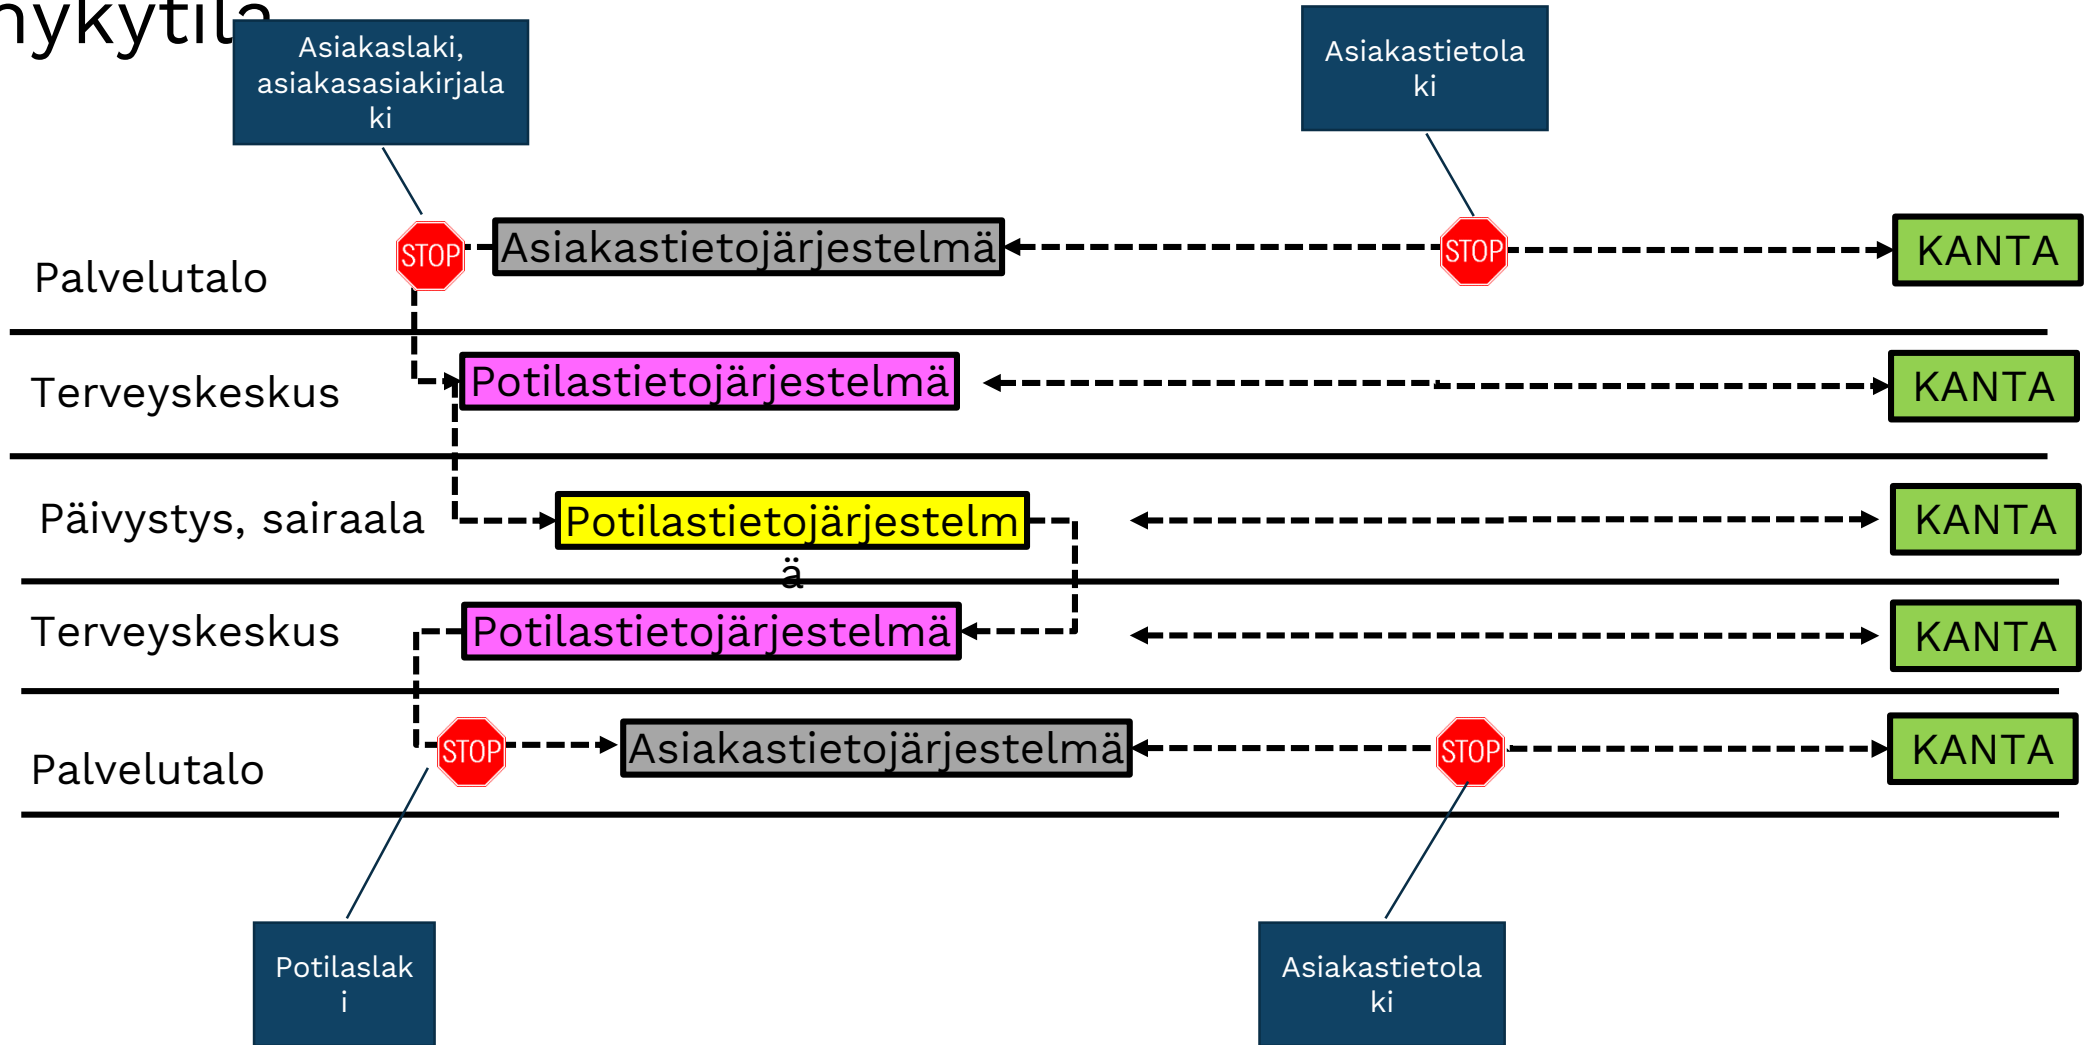 nykytila
Asiakaslaki,
asiakasasiakirjala
ki
Asiakastietola
ki
Palvelutalo
STOP
Asiakastietojärjestelmä
STOP
KANTA
Terveyskeskus
Potilastietojärjestelmä
KANTA
Päivystys, sairaala
Potilastietojärjestelm
ä
KANTA
Terveyskeskus
Potilastietojärjestelmä
KANTA
Palvelutalo
STOP
Asiakastietojärjestelmä
STOP
KANTA
Potilaslak
i
Asiakastietola
ki